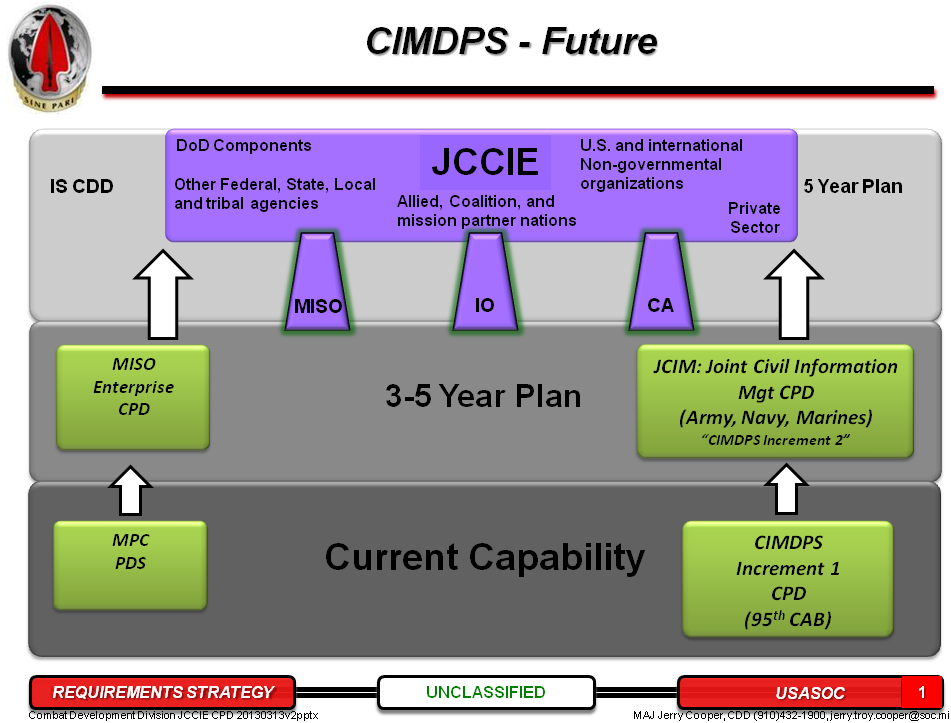 CIMDPS - Future
SINE PARI
IS CDD
DoD Components
Other Federal, State, Local
and tribal agencies
JCCIE
Allied, Coalition, and
mission partner nations
U.S. and international
Non-governmental
organizations
Private
Sector
5 Year Plan
MISO
IO
CA
MISO
Enterprise
CPD
3-5 Year Plan
JCIM: Joint Civil Information
Mgt CPD
(Army, Navy, Marines)
“CIMDPS Increment 2”
MPC
PDS
Current Capability
CIMDPS
Increment 1
CPD
(95th CAB)
REQUIREMENTS STRATEGY
UNCLASSIFIED
USASOC
1
Combat Development Division JCCIE CPD 20130313v2pptx
MAJ Jerry Cooper, CDD (910)432-1900, jerry.troy.cooper@soc.mi